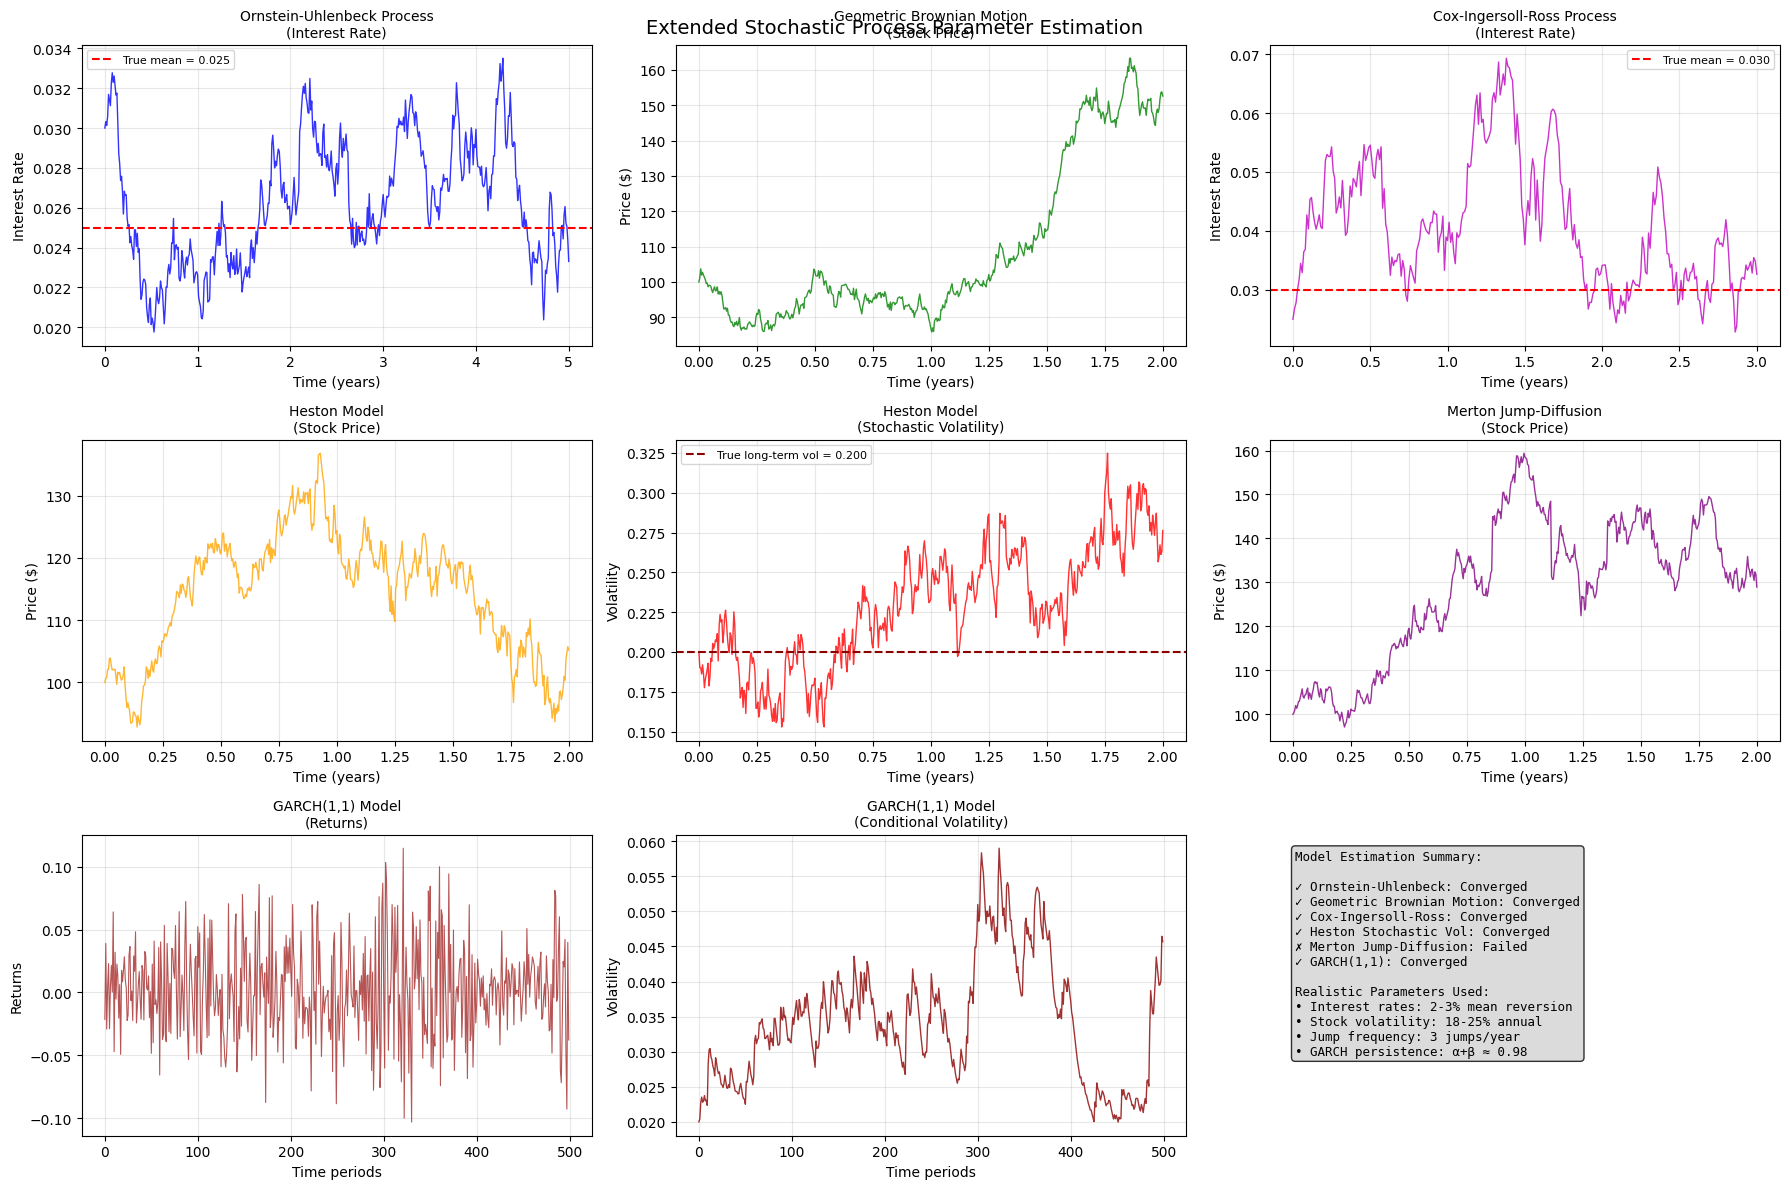 Extended Stochastic Process Parameter Estimation
Ornstein-Uhlenbeck Process
(Interest Rate)
Interest Rate
0.034
0.032
0.030
0.028
0.026
0.024
0.022
0.020
True mean = 0.025
0 1 2 3 4 5
Time (years)
Geometric Brownian Motion
(Stock Price)
Price ($)
160
150
140
130
120
110
100
90
0.00 0.25 0.50 0.75 1.00 1.25 1.50 1.75 2.00
Time (years)
Cox-Ingersoll-Ross Process
(Interest Rate)
Interest Rate
0.07
0.06
0.05
0.04
0.03
True mean = 0.030
0.0 0.5 1.0 1.5 2.0 2.5 3.0
Time (years)
Heston Model
(Stock Price)
Price ($)
130
120
110
100
0.00 0.25 0.50 0.75 1.00 1.25 1.50 1.75 2.00
Time (years)
Heston Model
(Stochastic Volatility)
Volatility
0.325
0.300
0.275
0.250
0.225
0.200
0.175
0.150
True long-term vol = 0.200
0.00 0.25 0.50 0.75 1.00 1.25 1.50 1.75 2.00
Time (years)
Merton Jump-Diffusion
(Stock Price)
Price ($)
160
150
140
130
120
110
100
0.00 0.25 0.50 0.75 1.00 1.25 1.50 1.75 2.00
Time (years)
GARCH(1,1) Model
(Returns)
Returns
0.10
0.05
0.00
−0.05
−0.10
0 100 200 300 400 500
Time periods
GARCH(1,1) Model
(Conditional Volatility)
Volatility
0.060
0.055
0.050
0.045
0.040
0.035
0.030
0.025
0.020
0 100 200 300 400 500
Time periods
Model Estimation Summary:
✓ Ornstein-Uhlenbeck: Converged
✓ Geometric Brownian Motion: Converged
✓ Cox-Ingersoll-Ross: Converged
✓ Heston Stochastic Vol: Converged
✗ Merton Jump-Diffusion: Failed
✓ GARCH(1,1): Converged
Realistic Parameters Used:
• Interest rates: 2-3% mean reversion
• Stock volatility: 18-25% annual
• Jump frequency: 3 jumps/year
• GARCH persistence: α+β ≈ 0.98